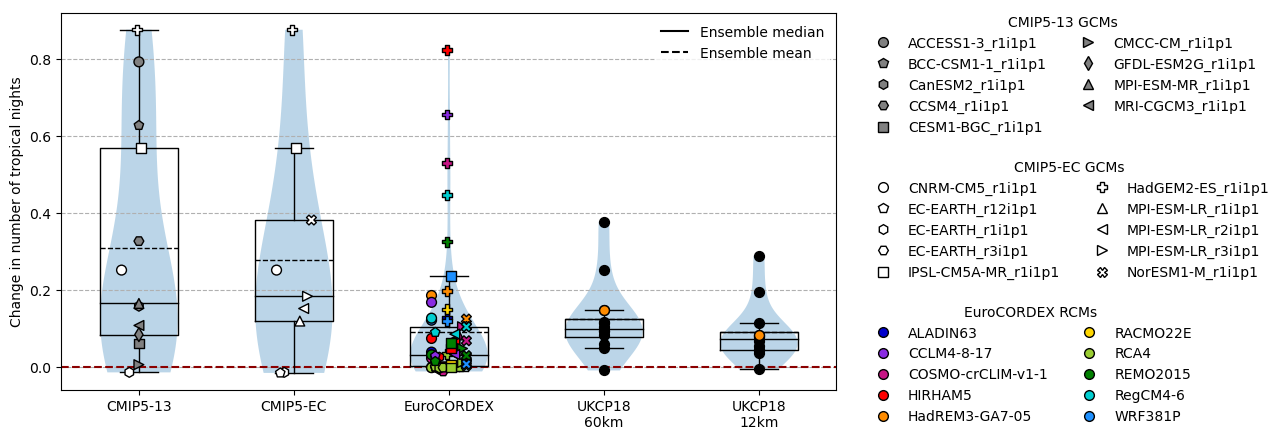 Change in number of tropical nights
0.8
0.6
0.4
0.2
0.0
Ensemble median
Ensemble mean
CMIP5-13
CMIP5-EC
EuroCORDEX
UKCP18
60km
UKCP18
12km
CMIP5-13 GCMs
ACCESS1-3_r1i1p1
BCC-CSM1-1_r1i1p1
CanESM2_r1i1p1
CCSM4_r1i1p1
CESM1-BGC_r1i1p1
CMCC-CM_r1i1p1
GFDL-ESM2G_r1i1p1
MPI-ESM-MR_r1i1p1
MRI-CGCM3_r1i1p1
CMIP5-EC GCMs
CNRM-CM5_r1i1p1
EC-EARTH_r12i1p1
EC-EARTH_r1i1p1
EC-EARTH_r3i1p1
IPSL-CM5A-MR_r1i1p1
HadGEM2-ES_r1i1p1
MPI-ESM-LR_r1i1p1
MPI-ESM-LR_r2i1p1
MPI-ESM-LR_r3i1p1
NorESM1-M_r1i1p1
EuroCORDEX RCMs
ALADIN63
CCLM4-8-17
COSMO-crCLIM-v1-1
HIRHAM5
HadREM3-GA7-05
RACMO22E
RCA4
REMO2015
RegCM4-6
WRF381P